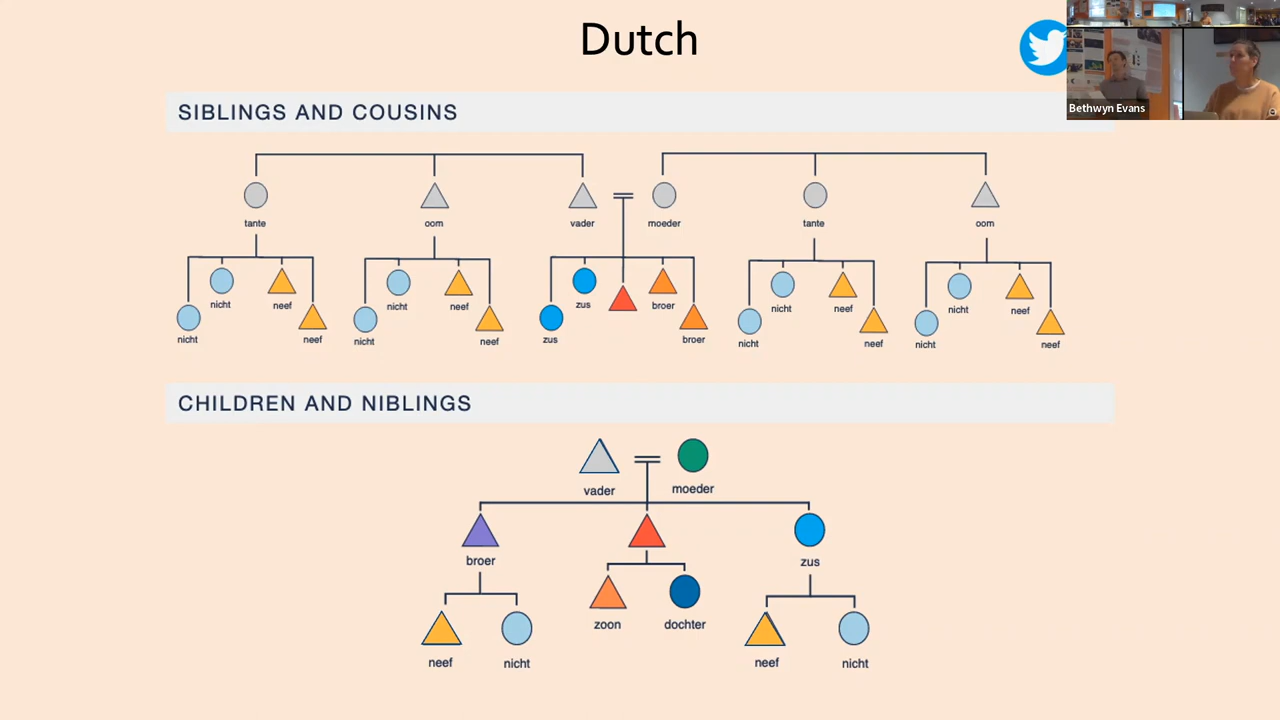 Dutch
Bethwyn Evans
SIBLINGS AND COUSINS
tante oom vader moeder tante oom
nicht neef nicht neef zus broer nicht neef nicht neef
nicht neef nicht neef zus broer nicht neef nicht neef
CHILDREN AND NIBLINGS
vader moeder
broer zus
zoon dochter
neef nicht neef nicht